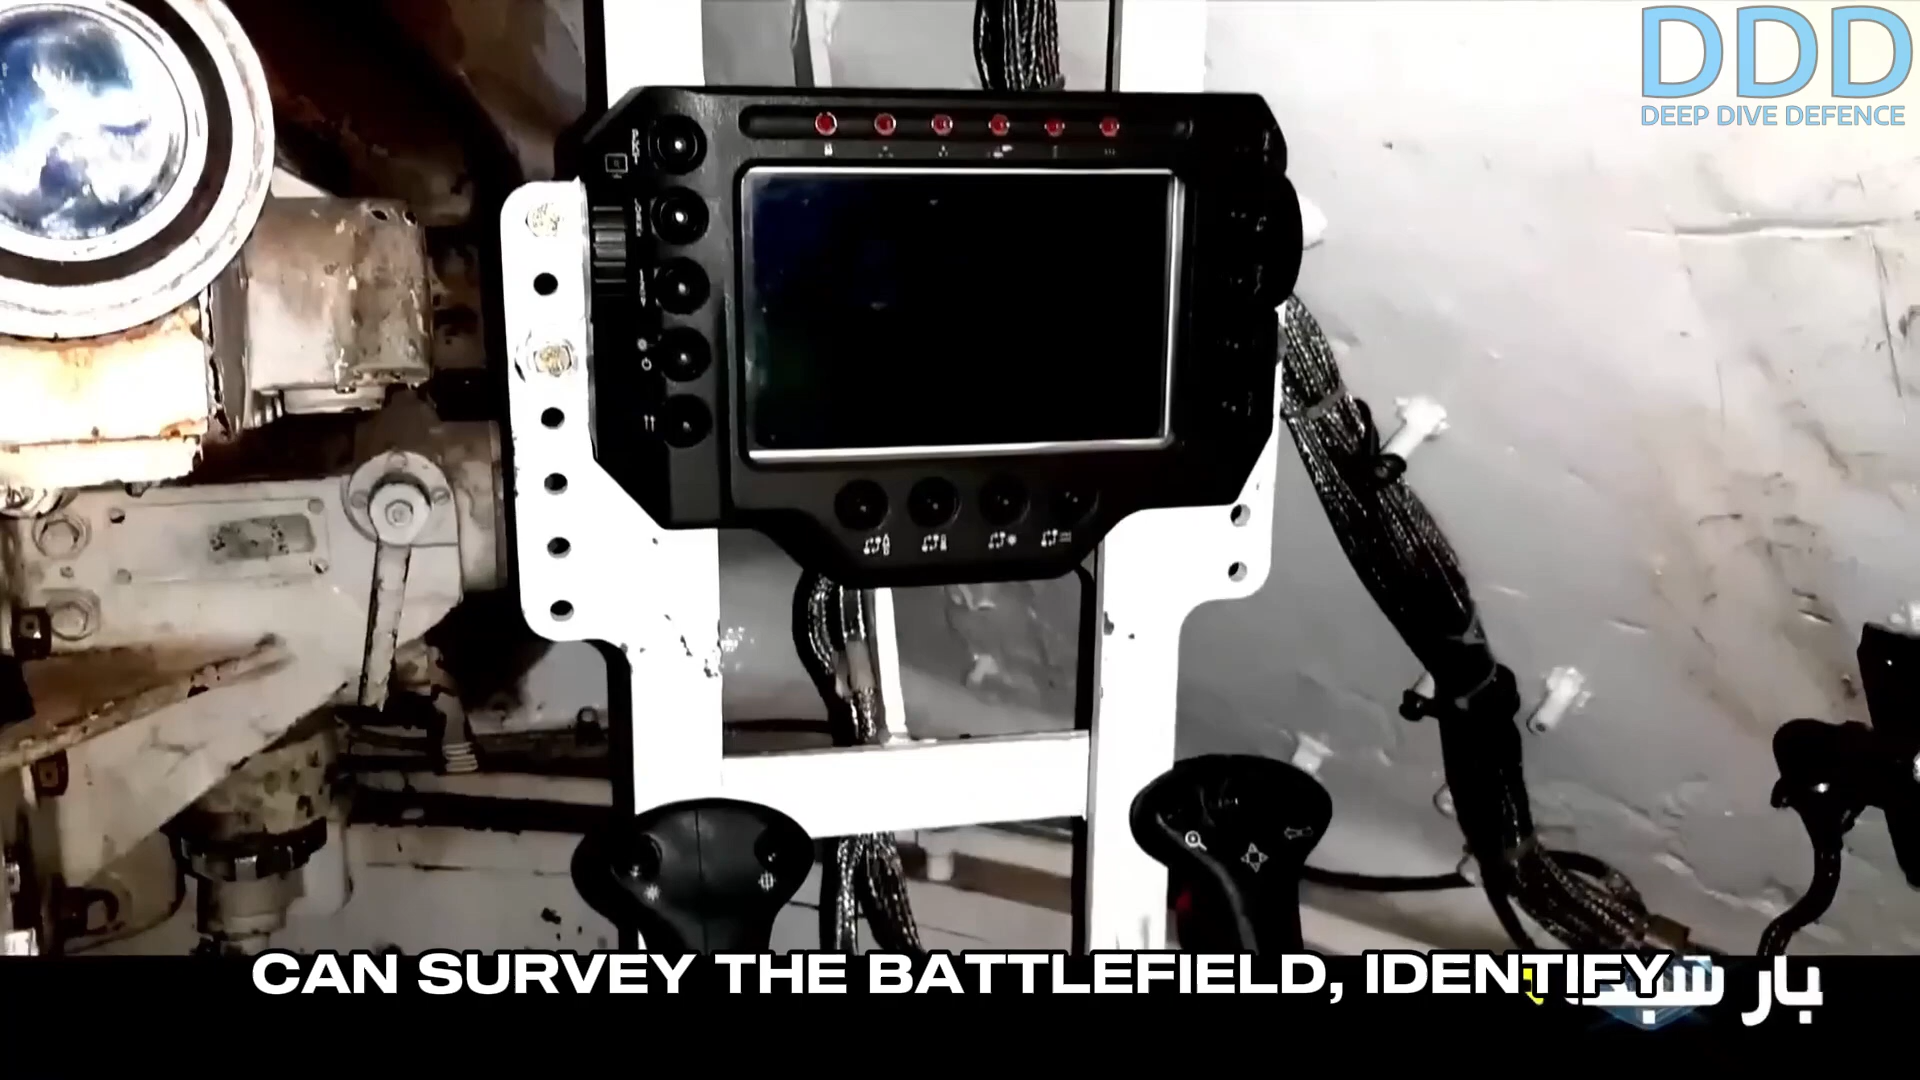 DDD
DEEP DIVE DEFENCE
CAN SURVEY THE BATTLEFIELD, IDENTIFY
بار